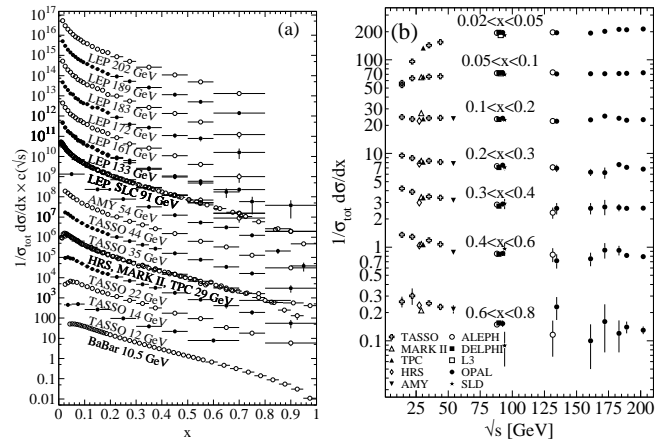 (a)
1/σ_tot dσ/dx × c(√s)
10^17
10^16
10^15
10^14
10^13
10^12
10^11
10^10
10^9
10^8
10^7
10^6
10^5
10^4
10^3
100
10
1
0.1
0.01
LEP 202 GeV
LEP 189 GeV
LEP 183 GeV
LEP 172 GeV
LEP 161 GeV
LEP 133 GeV
LEP, SLC 91 GeV
AMY 54 GeV
TASSO 44 GeV
TASSO 35 GeV
HRS, MARK II, TPC 29 GeV
TASSO 22 GeV
TASSO 14 GeV
TASSO 12 GeV
BaBar 10.5 GeV
0 0.1 0.2 0.3 0.4 0.5 0.6 0.7 0.8 0.9 1
x
(b)
1/σ_tot dσ/dx
200
100
70
50
30
20
10
7
5
3
2
1
0.7
0.5
0.3
0.2
0.1
0.02<x<0.05
0.05<x<0.1
0.1<x<0.2
0.2<x<0.3
0.3<x<0.4
0.4<x<0.6
0.6<x<0.8
TASSO
MARK II
TPC
HRS
AMY
ALEPH
DELPHI
L3
OPAL
SLD
0 25 50 75 100 125 150 175 200
√s [GeV]